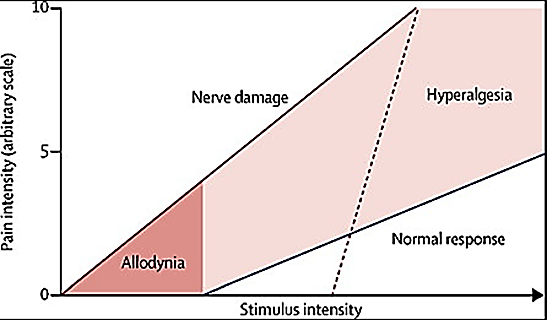 10
Nerve damage
Hyperalgesia
Pain intensity (arbitrary scale)
5
Normal response
Allodynia
0
Stimulus intensity